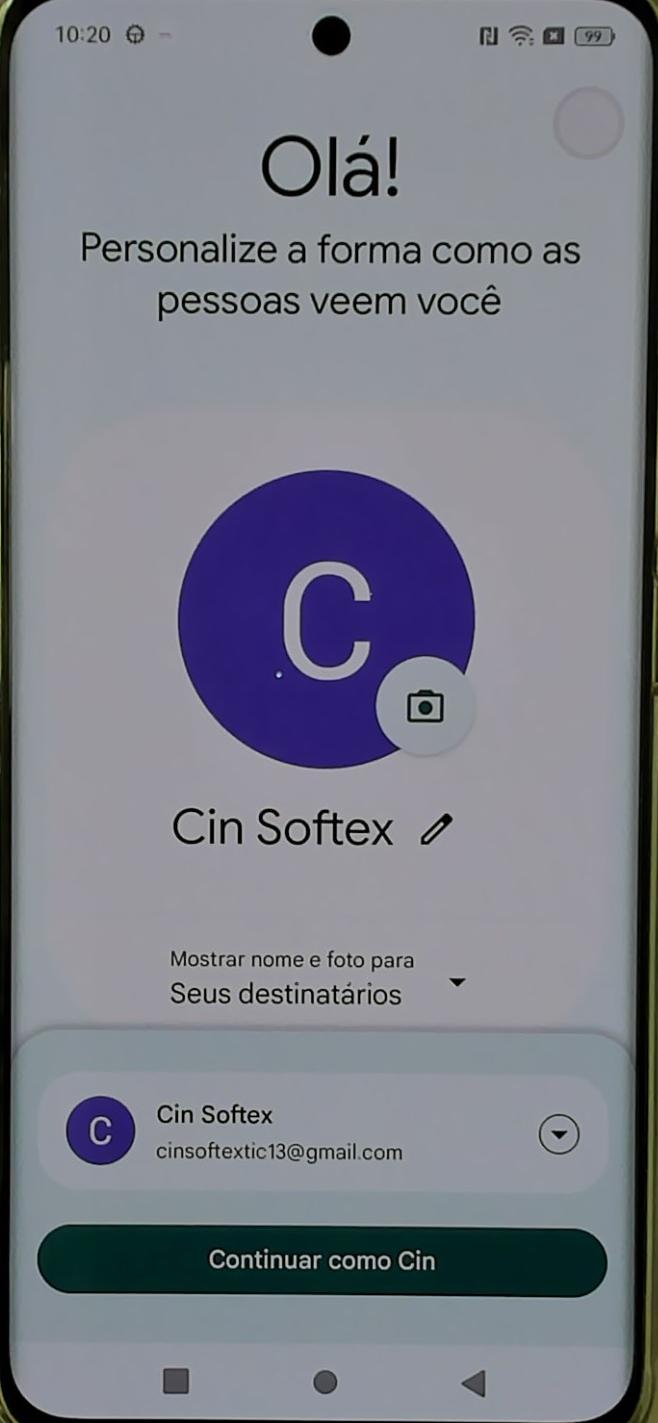 10:20
99
Olá!
Personalize a forma como as
pessoas veem você
C
Cin Softex
Mostrar nome e foto para
Seus destinatários
C
Cin Softex
cinsoftextic13@gmail.com
Continuar como Cin